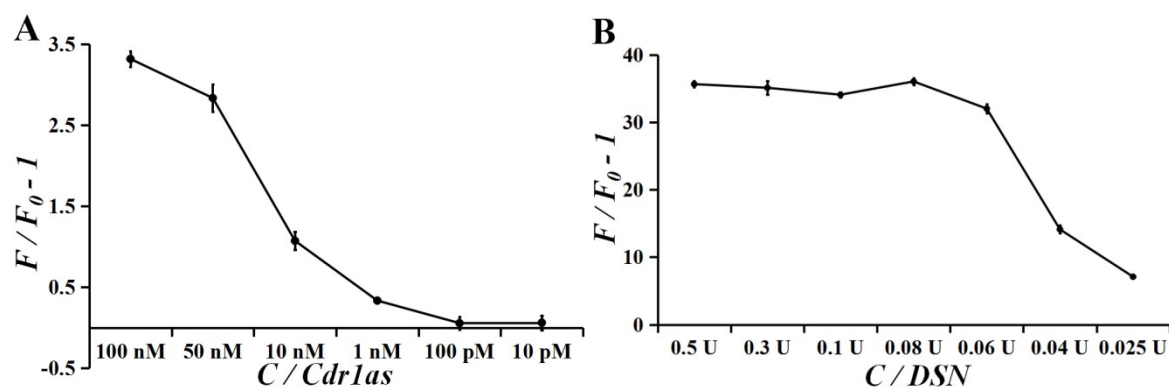 A
3.5
2.5
1.5
0.5
-0.5
F / F0 - 1
100 nM 50 nM 10 nM 1 nM 100 pM 10 pM
C / Cdr1as
B
40
30
20
10
0
F / F0 - 1
0.5 U 0.3 U 0.1 U 0.08 U 0.06 U 0.04 U 0.025 U
C / DSN